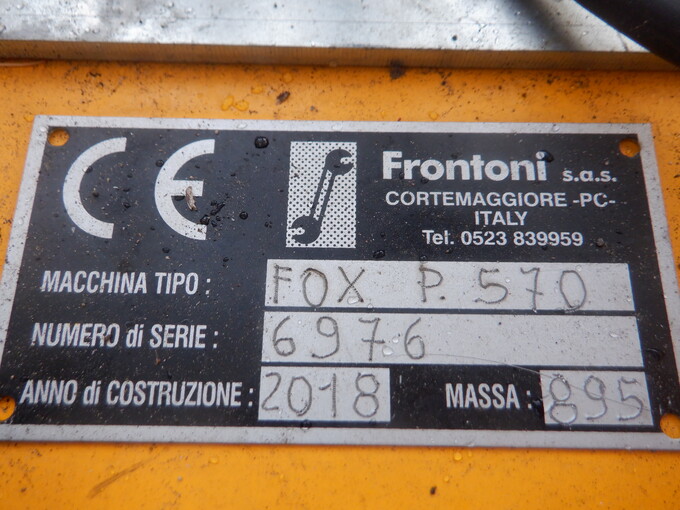 CE
Frontoni s.a.s.
CORTEMAGGIORE -PC-
ITALY
Tel. 0523 839959
MACCHINA TIPO : FOX P. 570
NUMERO di SERIE : 6976
ANNO di COSTRUZIONE : 2018 MASSA : 895